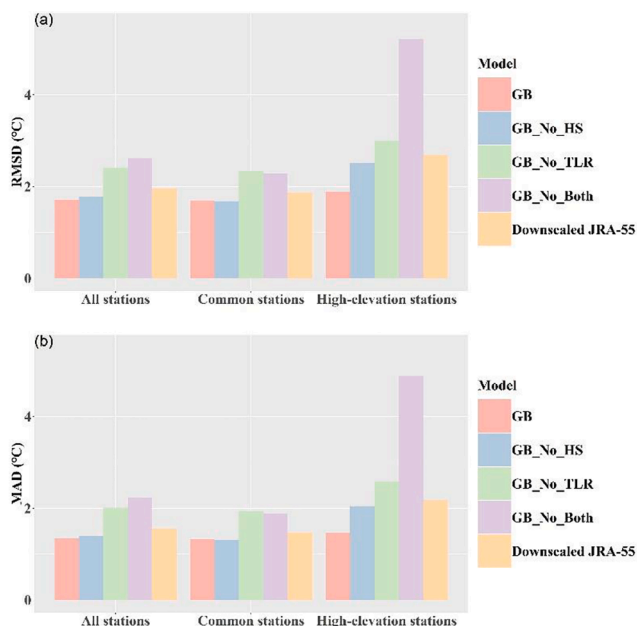 (a)
RMSD (°C)
4
2
0
All stations
Common stations
High-elevation stations
Model
GB
GB_No_HS
GB_No_TLR
GB_No_Both
Downscaled JRA-55
(b)
MAD (°C)
4
2
0
All stations
Common stations
High-elevation stations
Model
GB
GB_No_HS
GB_No_TLR
GB_No_Both
Downscaled JRA-55